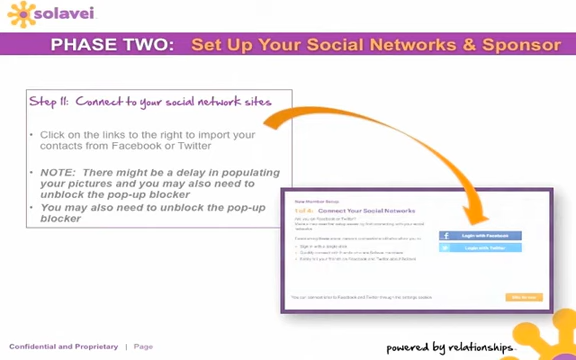 solavei
PHASE TWO: Set Up Your Social Networks & Sponsor
Step 11: Connect to your social network sites
• Click on the links to the right to import your
contacts from Facebook or Twitter
• NOTE: There might be a delay in populating
your pictures and you may also need to
unblock the pop-up blocker
• You may also need to unblock the pop-up
blocker
New Member Setup
1 of 4: Connect Your Social Networks
Login with Facebook
Login with Twitter
Confidential and Proprietary | Page
powered by relationships.